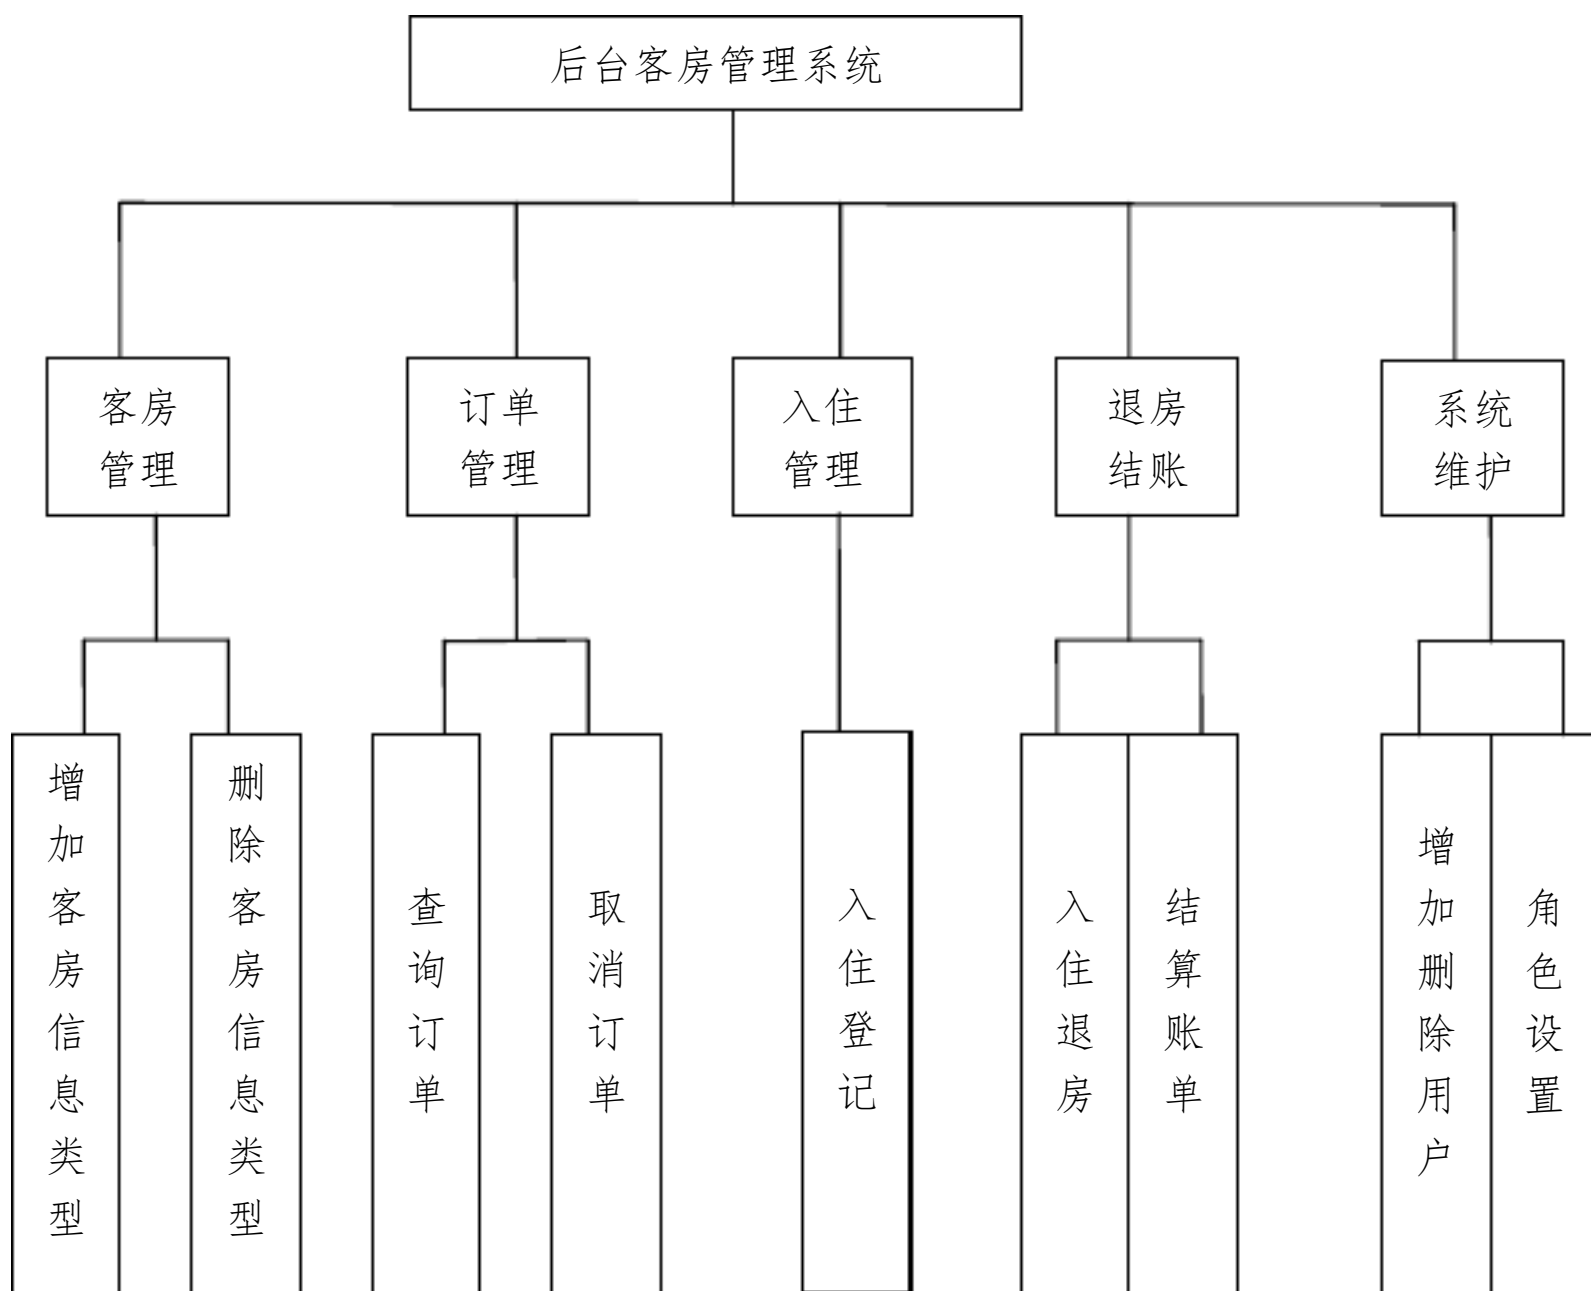 后台客房管理系统
客房
管理
订单
管理
入住
管理
退房
结账
系统
维护
增加客房信息类型
删除客房信息类型
查询订单
取消订单
入住登记
入住退房
结算账单
增加删除用户
角色设置